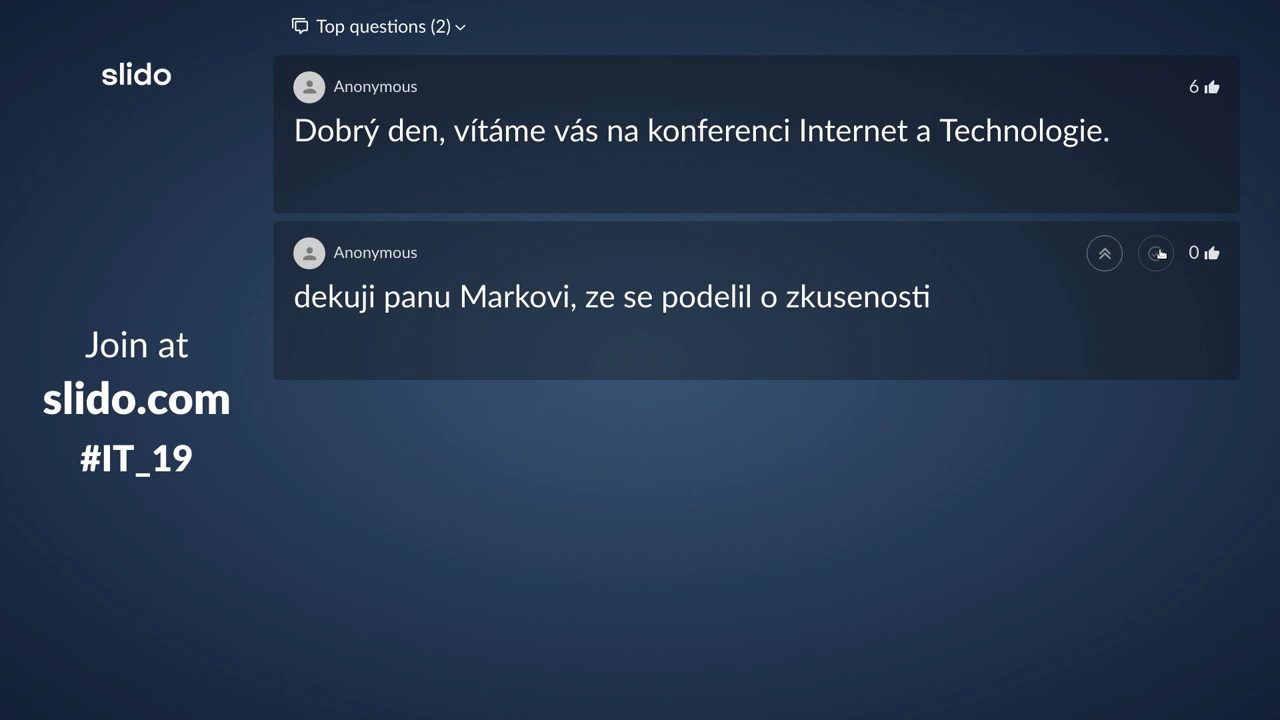 Top questions (2)
slido
Anonymous
6
Dobrý den, vítáme vás na konferenci Internet a Technologie.
Anonymous
0
dekuji panu Markovi, ze se podelil o zkusenosti
Join at
slido.com
#IT_19